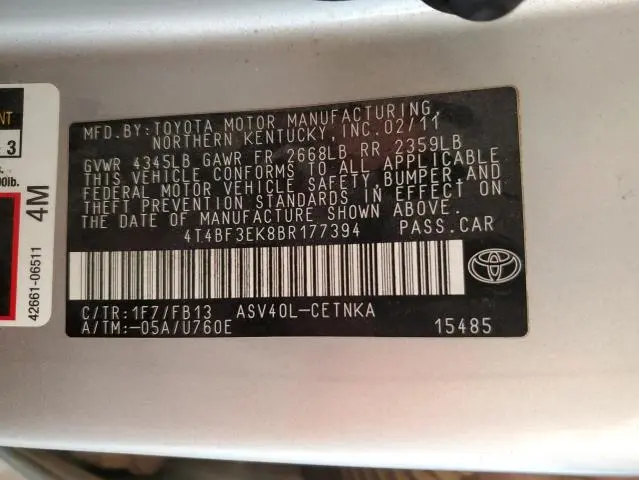 MFD. BY: TOYOTA MOTOR MANUFACTURING,
NORTHERN KENTUCKY, INC. 02/11
GVWR 4345LB GAWR FR 2668LB RR 2359LB
THIS VEHICLE CONFORMS TO ALL APPLICABLE
FEDERAL MOTOR VEHICLE SAFETY, BUMPER, AND
THEFT PREVENTION STANDARDS IN EFFECT ON
THE DATE OF MANUFACTURE SHOWN ABOVE.
4T4BF3EK8BR177394 PASS.CAR
C/TR:1F7/FB13 ASV40L-CETNKA
A/TM:-05A/U760E 15485
3
4M
42661-06511